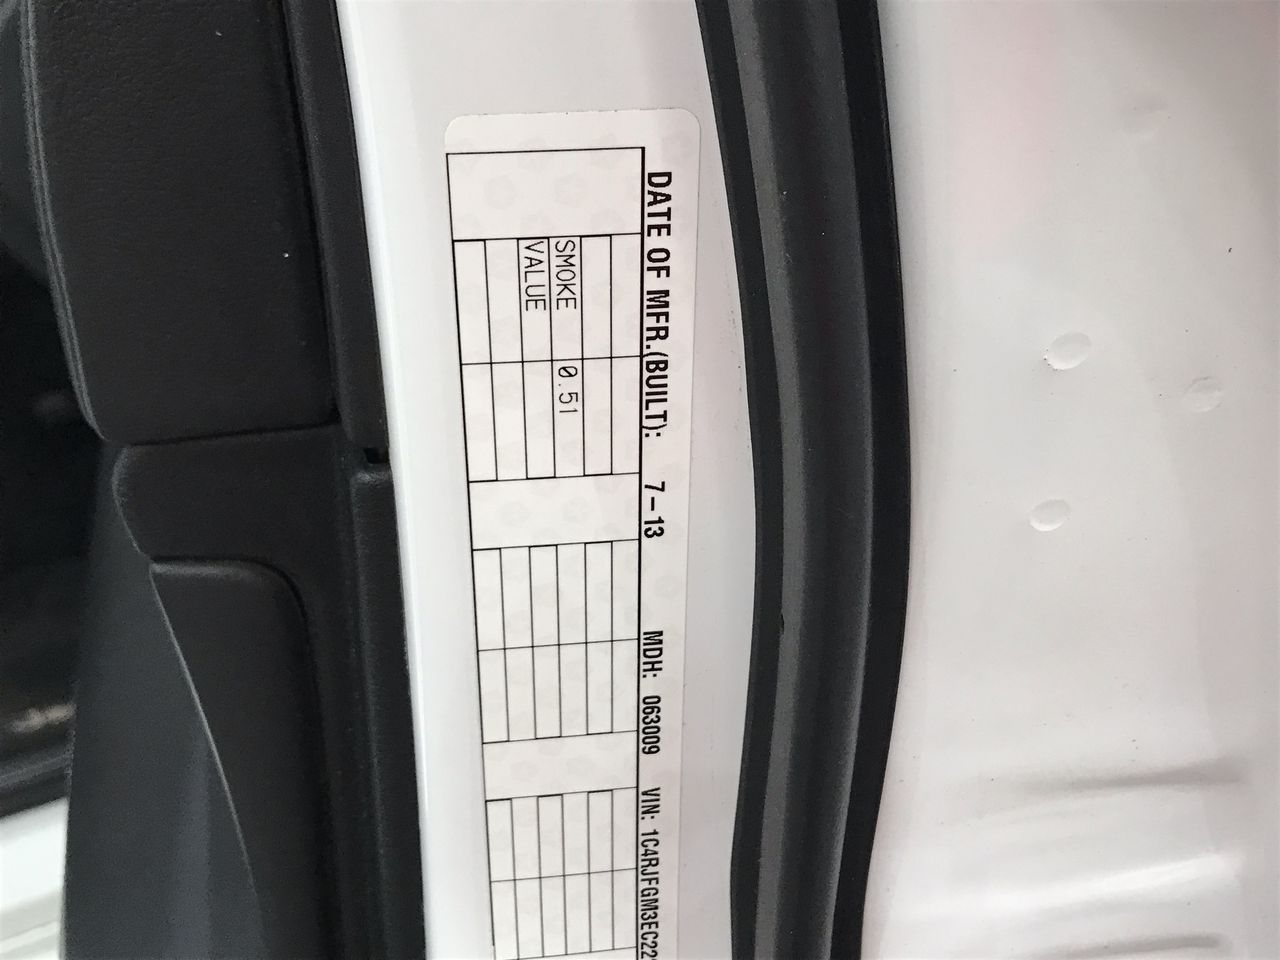 DATE OF MFR.(BUILT): 7-13 MDH: 063009 VIN: 1C4RJFGM3EC22
SMOKE 0.51
VALUE